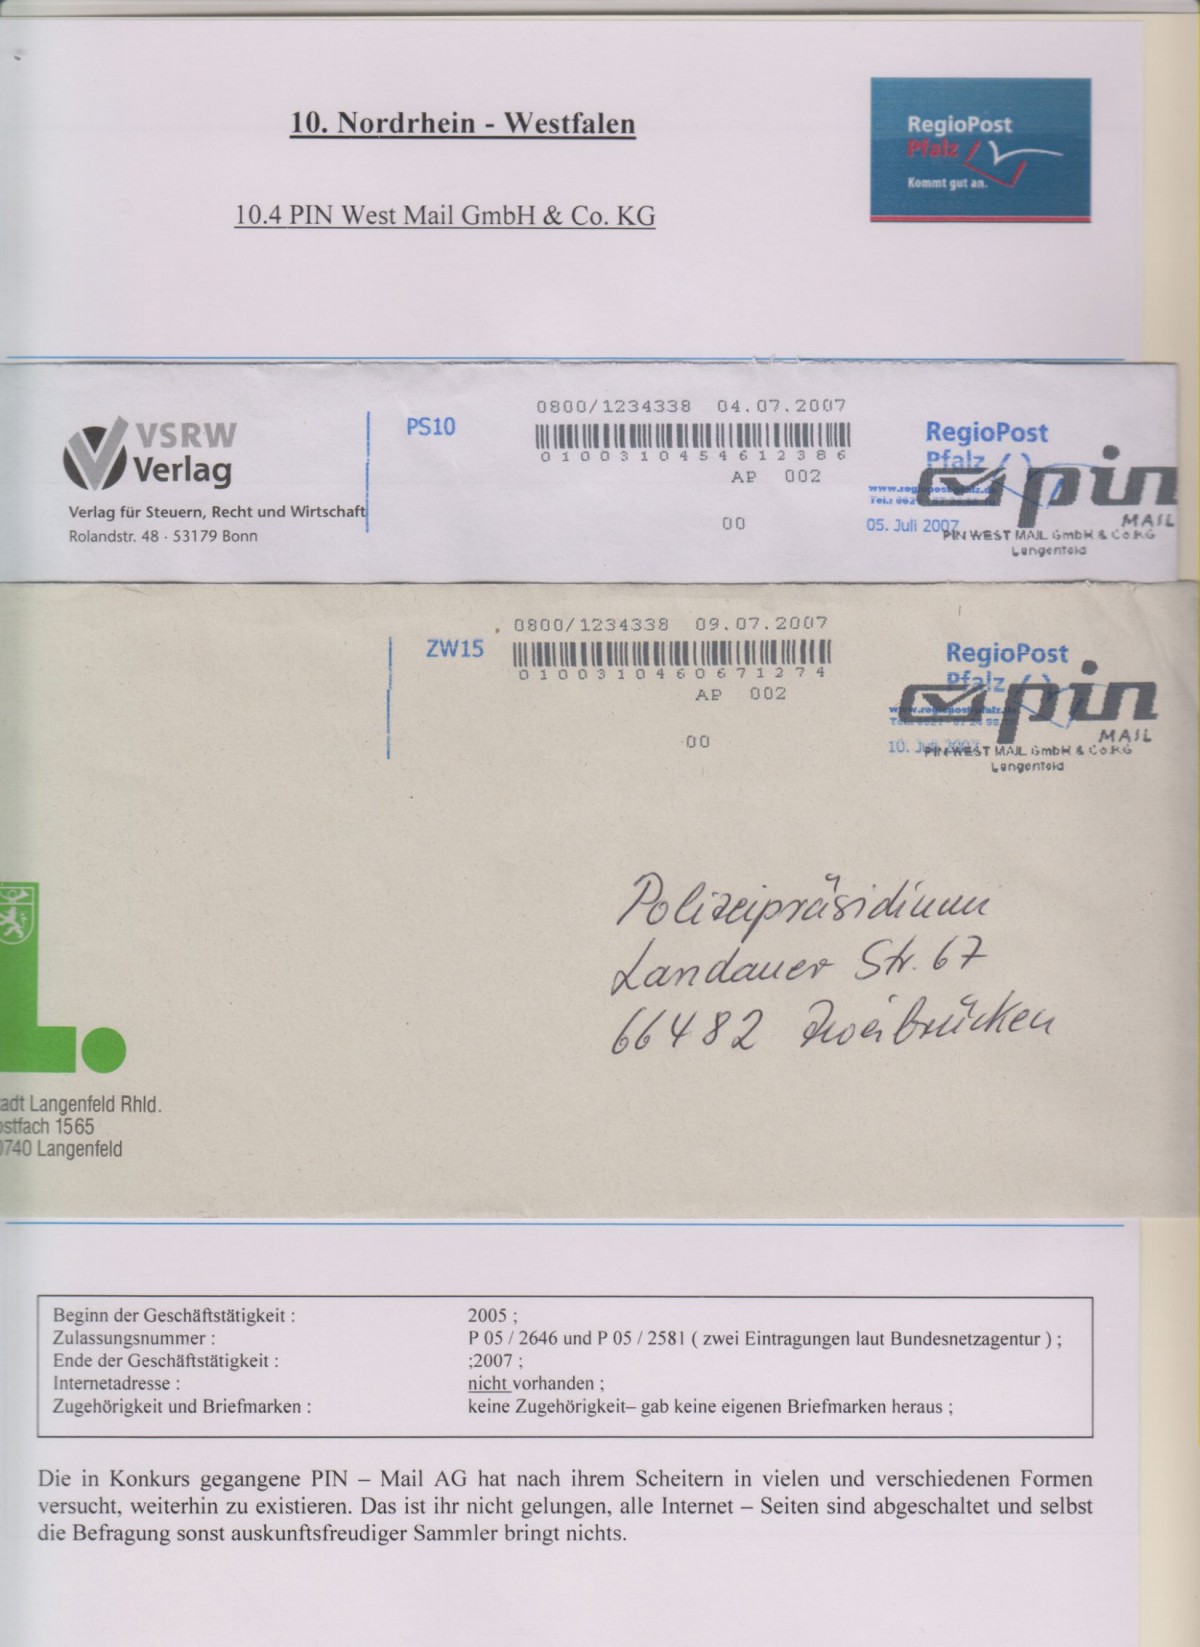 10. Nordrhein - Westfalen
10.4 PIN West Mail GmbH & Co. KG
RegioPost
Pfalz
Kommt gut an.
VSRW
Verlag
Verlag für Steuern, Recht und Wirtschaft
Rolandstr. 48 · 53179 Bonn
PS10
0800/1234338 04.07.2007
0100310454612386
AP 002
00
RegioPost
Pfalz
05. Juli 2007
pin
MAIL
PIN WEST MAIL GmbH & Co.KG
Langenfeld
ZW15
0800/1234338 09.07.2007
0100310460671274
AP 002
00
RegioPost
Pfalz
10. Juli 2007
pin
MAIL
PIN WEST MAIL GmbH & Co.KG
Langenfeld
Polizeipräsidium
Landauer Str. 67
66482 Zweibrücken
L.
adt Langenfeld Rhld.
ostfach 1565
0740 Langenfeld
Beginn der Geschäftstätigkeit : 2005 ;
Zulassungsnummer : P 05 / 2646 und P 05 / 2581 ( zwei Eintragungen laut Bundesnetzagentur ) ;
Ende der Geschäftstätigkeit : ;2007 ;
Internetadresse : nicht vorhanden ;
Zugehörigkeit und Briefmarken : keine Zugehörigkeit– gab keine eigenen Briefmarken heraus ;
Die in Konkurs gegangene PIN – Mail AG hat nach ihrem Scheitern in vielen und verschiedenen Formen
versucht, weiterhin zu existieren. Das ist ihr nicht gelungen, alle Internet – Seiten sind abgeschaltet und selbst
die Befragung sonst auskunftsfreudiger Sammler bringt nichts.